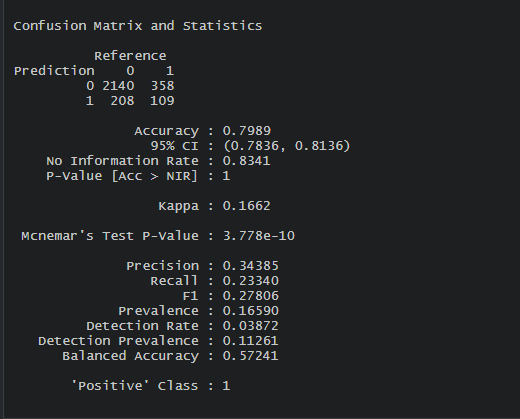 Confusion Matrix and Statistics
Reference
Prediction 0 1
0 2140 358
1 208 109
Accuracy : 0.7989
95% CI : (0.7836, 0.8136)
No Information Rate : 0.8341
P-Value [Acc > NIR] : 1
Kappa : 0.1662
Mcnemar's Test P-Value : 3.778e-10
Precision : 0.34385
Recall : 0.23340
F1 : 0.27806
Prevalence : 0.16590
Detection Rate : 0.03872
Detection Prevalence : 0.11261
Balanced Accuracy : 0.57241
'Positive' Class : 1